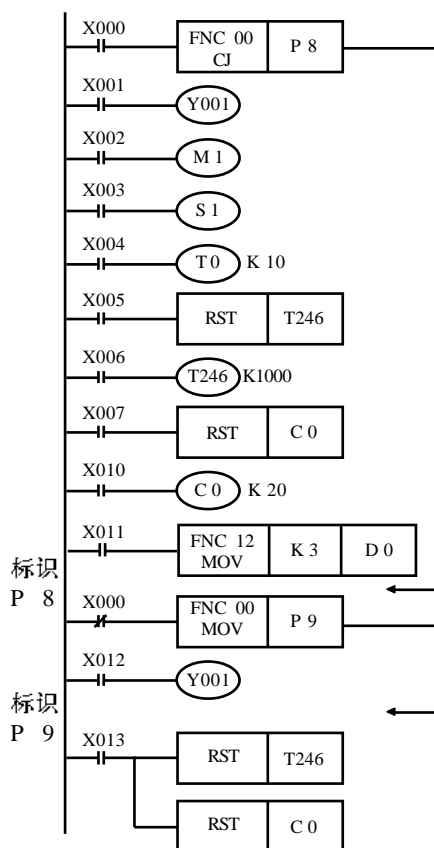 X000
FNC 00 P 8
CJ
X001
Y001
X002
M 1
X003
S 1
X004
T 0 K 10
X005
RST T246
X006
T246 K1000
X007
RST C 0
X010
C 0 K 20
X011
FNC 12 K 3 D 0
MOV
标识
P 8
X000
FNC 00 P 9
MOV
X012
Y001
标识
P 9
X013
RST T246
RST C 0